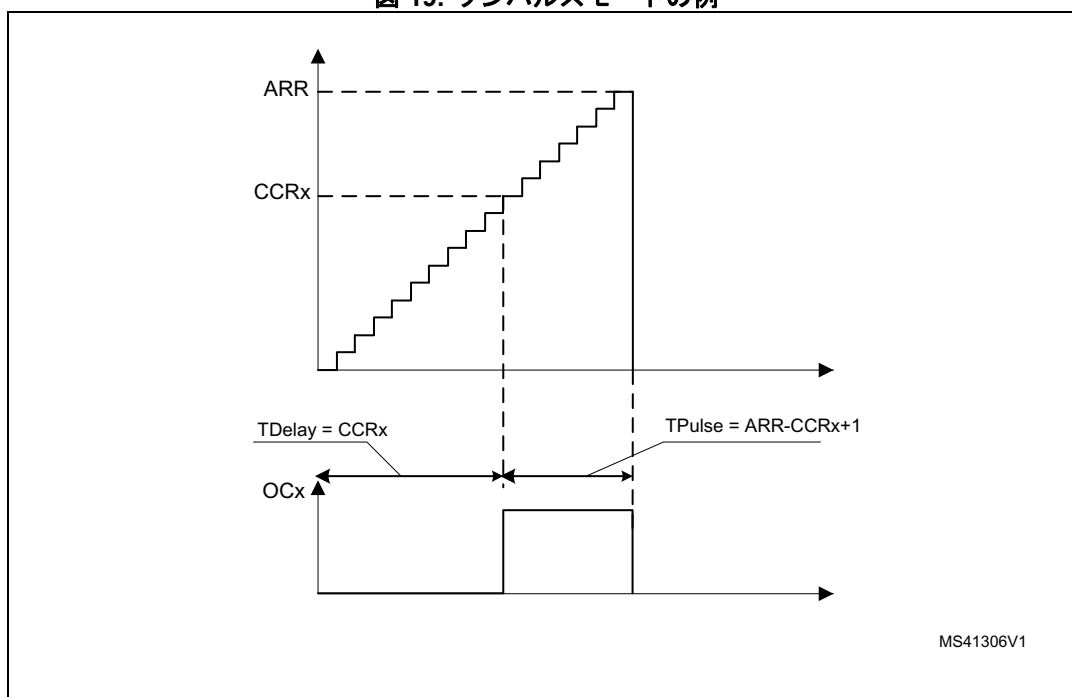 ARR
CCRx
TDelay = CCRx
TPulse = ARR-CCRx+1
OCx
MS41306V1